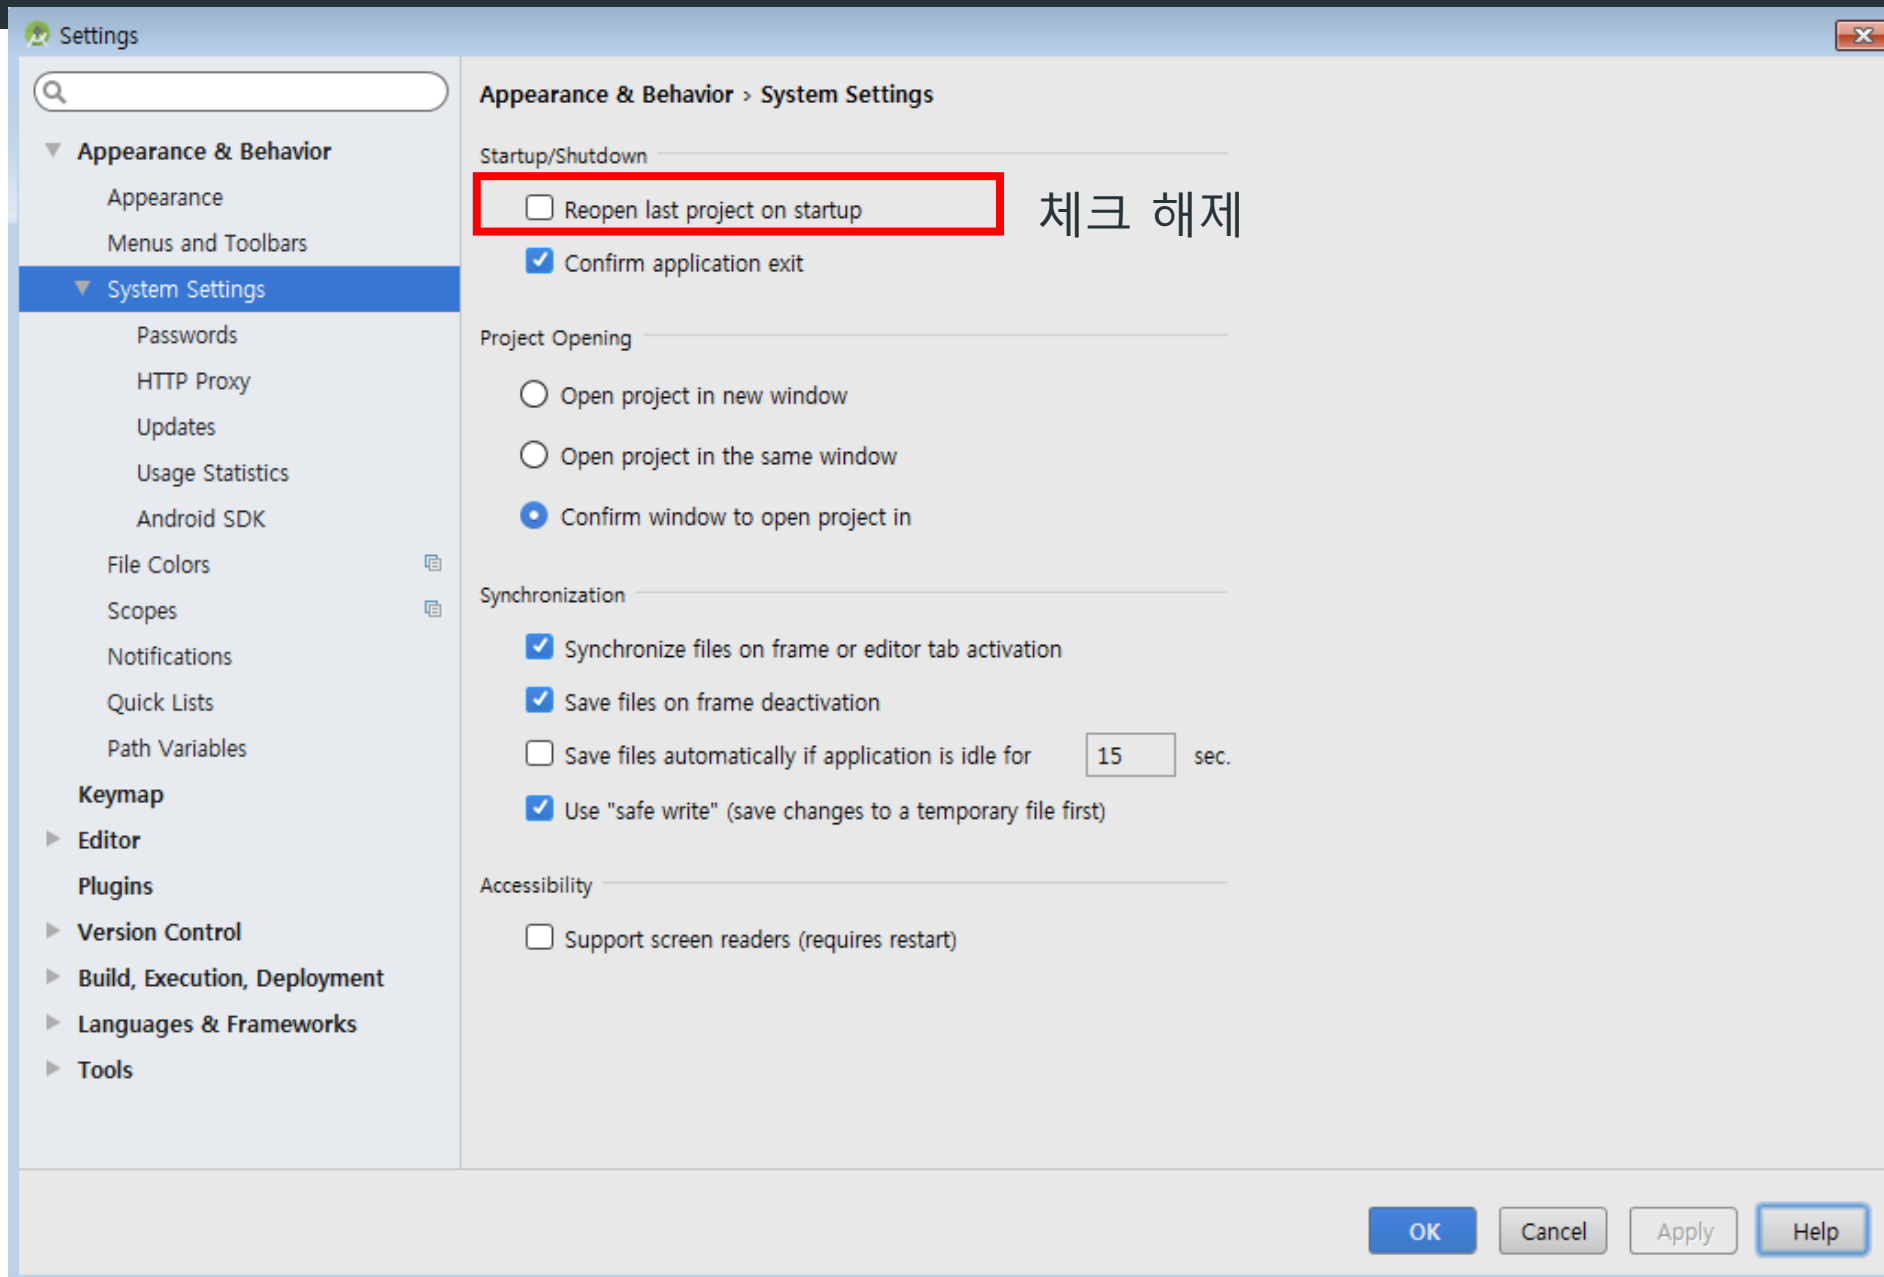 Settings
Appearance & Behavior
Appearance
Menus and Toolbars
System Settings
Passwords
HTTP Proxy
Updates
Usage Statistics
Android SDK
File Colors
Scopes
Notifications
Quick Lists
Path Variables
Keymap
Editor
Plugins
Version Control
Build, Execution, Deployment
Languages & Frameworks
Tools
Appearance & Behavior › System Settings
Startup/Shutdown
Reopen last project on startup
체크 해제
Confirm application exit
Project Opening
Open project in new window
Open project in the same window
Confirm window to open project in
Synchronization
Synchronize files on frame or editor tab activation
Save files on frame deactivation
Save files automatically if application is idle for 15 sec.
Use "safe write" (save changes to a temporary file first)
Accessibility
Support screen readers (requires restart)
OK Cancel Apply Help